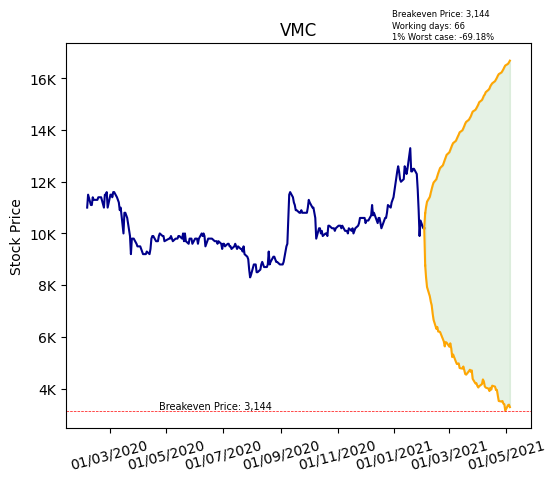 Breakeven Price: 3,144
Working days: 66
1% Worst case: -69.18%
VMC
Stock Price
16K
14K
12K
10K
8K
6K
4K
Breakeven Price: 3,144
01/03/2020
01/05/2020
01/07/2020
01/09/2020
01/11/2020
01/01/2021
01/03/2021
01/05/2021